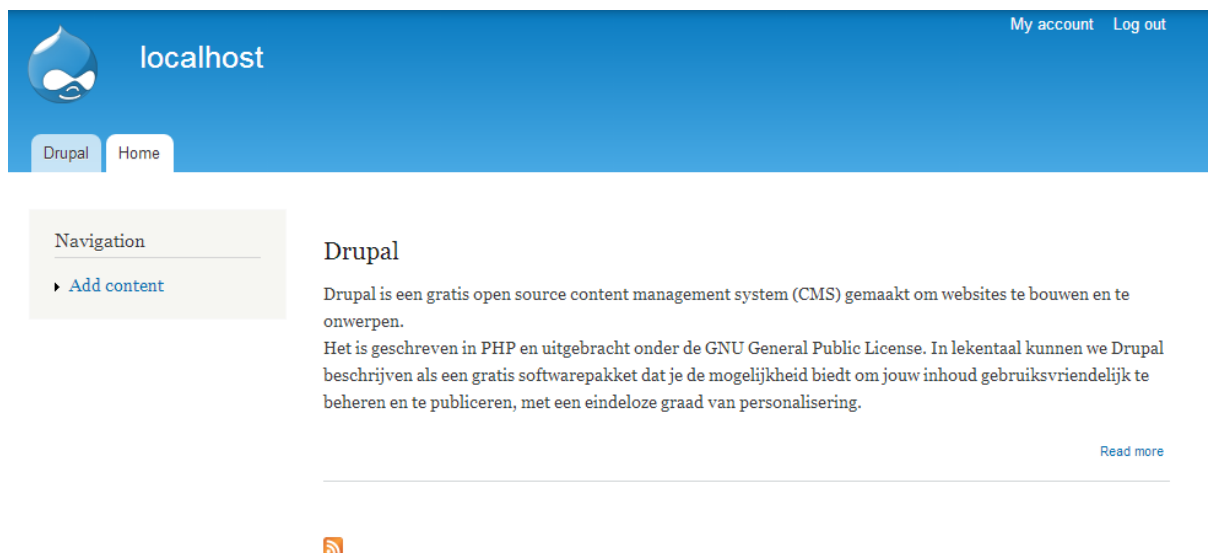 My account Log out
localhost
Drupal Home
Navigation
Add content
Drupal
Drupal is een gratis open source content management system (CMS) gemaakt om websites te bouwen en te
onwerpen.
Het is geschreven in PHP en uitgebracht onder de GNU General Public License. In lekentaal kunnen we Drupal
beschrijven als een gratis softwarepakket dat je de mogelijkheid biedt om jouw inhoud gebruiksvriendelijk te
beheren en te publiceren, met een eindeloze graad van personalisering.
Read more